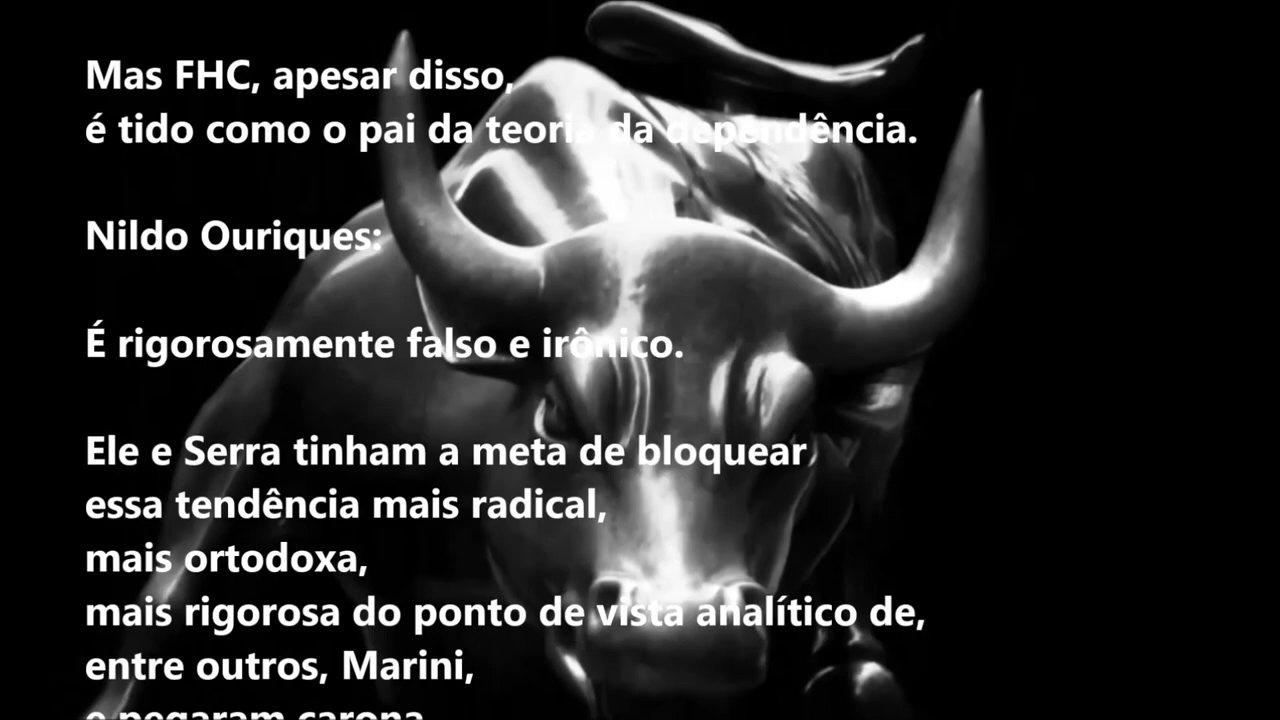 Mas FHC, apesar disso,
é tido como o pai da teoria da dependência.
Nildo Ouriques:
É rigorosamente falso e irônico.
Ele e Serra tinham a meta de bloquear
essa tendência mais radical,
mais ortodoxa,
mais rigorosa do ponto de vista analítico de,
entre outros, Marini,
e pegaram carona